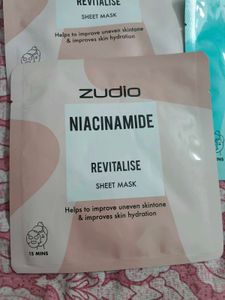 REVITALISE
SHEET MASK
Helps to improve uneven skintone
& improves skin hydration
zudio
NIACINAMIDE
REVITALISE
SHEET MASK
Helps to improve uneven skintone
& improves skin hydration
15 MINS